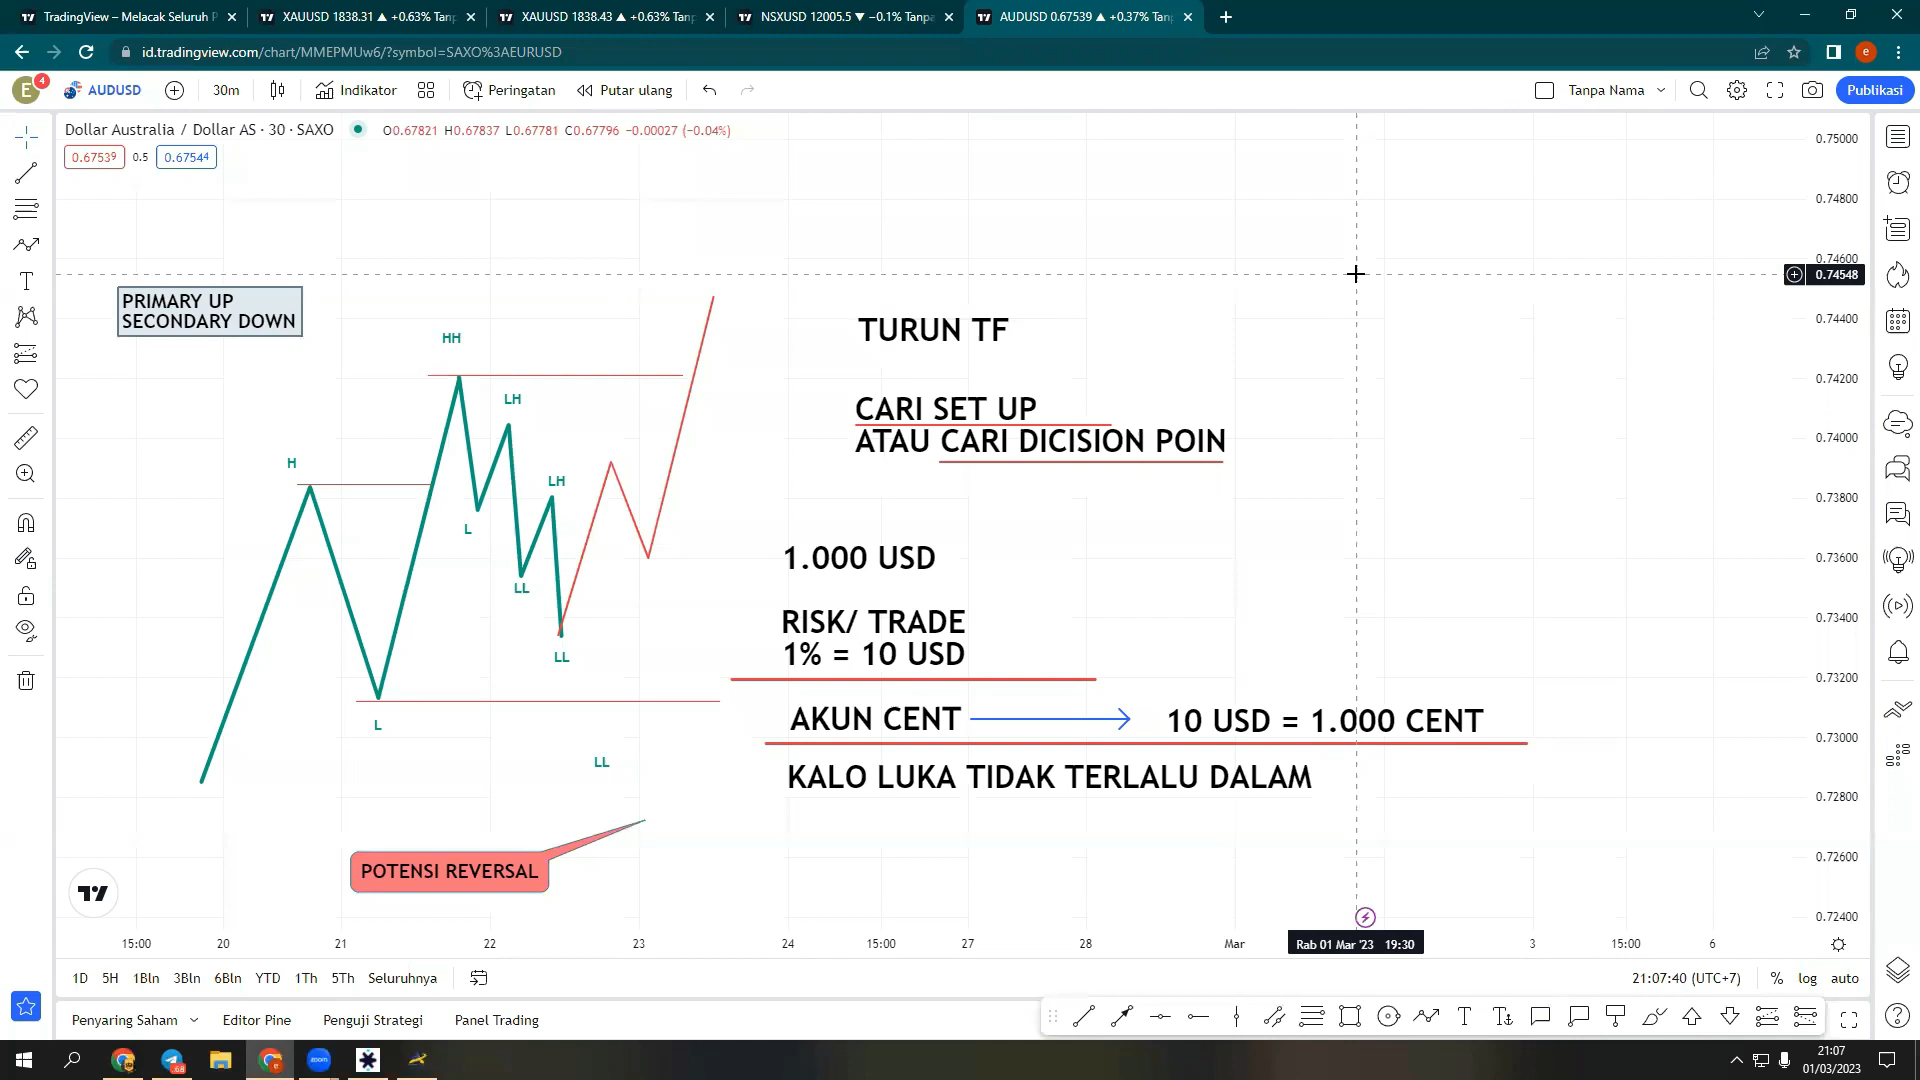 TradingView – Melacak Seluruh P
XAUUSD 1838.31 ▲ +0.63% Tanp
XAUUSD 1838.43 ▲ +0.63% Tanp
NSXUSD 12005.5 ▼ −0.1% Tanpa
AUDUSD 0.67539 ▲ +0.37% Tan
id.tradingview.com/chart/MMEPMUw6/?symbol=SAXO%3AEURUSD
e
E
4
AUDUSD
30m
Indikator
Peringatan
Putar ulang
Tanpa Nama
Publikasi
Dollar Australia / Dollar AS · 30 · SAXO
O0.67821 H0.67837 L0.67781 C0.67796 −0.00027 (−0.04%)
0.67539
0.5
0.67544
PRIMARY UP
SECONDARY DOWN
HH
LH
H
LH
L
LL
LL
L
LL
POTENSI REVERSAL
TURUN TF
CARI SET UP
ATAU CARI DICISION POIN
1.000 USD
RISK/ TRADE
1% = 10 USD
AKUN CENT
10 USD = 1.000 CENT
KALO LUKA TIDAK TERLALU DALAM
0.75000
0.74800
0.74600
0.74548
0.74400
0.74200
0.74000
0.73800
0.73600
0.73400
0.73200
0.73000
0.72800
0.72600
0.72400
15:00
20
21
22
23
24
15:00
27
28
Mar
Rab 01 Mar '23 19:30
3
15:00
6
1D
5H
1Bln
3Bln
6Bln
YTD
1Th
5Th
Seluruhnya
21:07:40 (UTC+7)
%
log
auto
Penyaring Saham
Editor Pine
Penguji Strategi
Panel Trading
zoom
21:07
01/03/2023